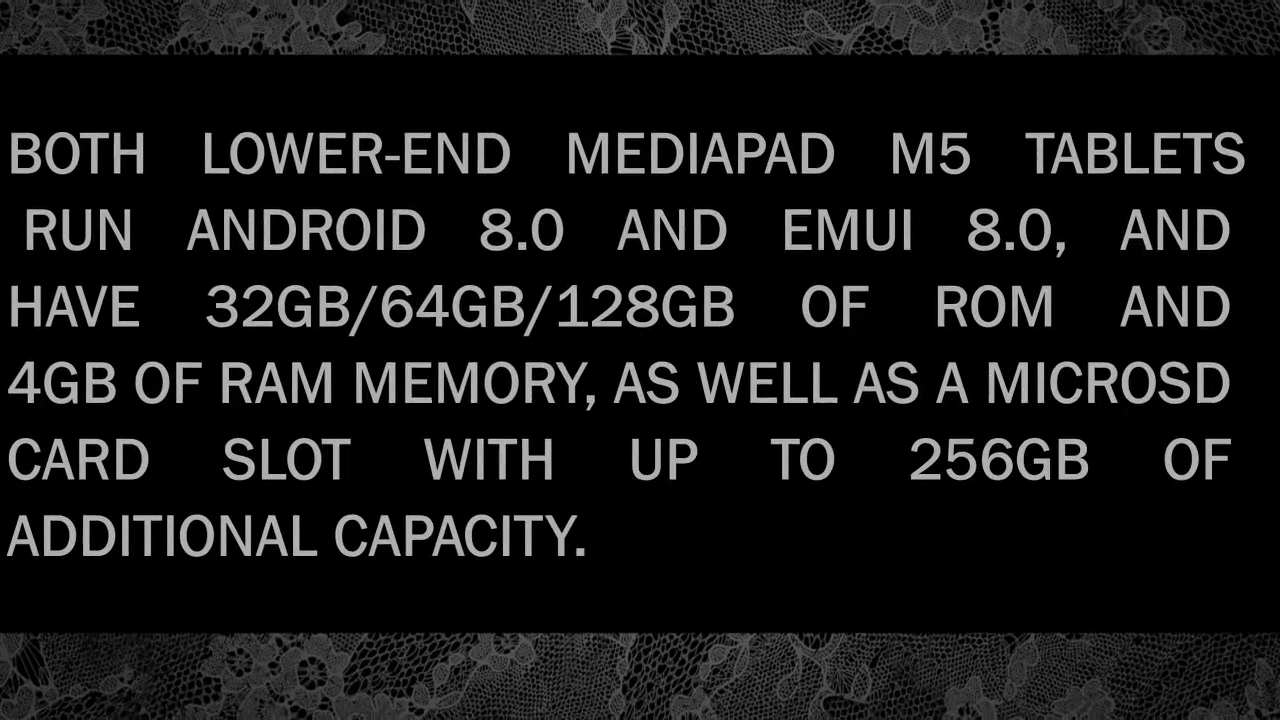 BOTH LOWER-END MEDIAPAD M5 TABLETS
RUN ANDROID 8.0 AND EMUI 8.0, AND
HAVE 32GB/64GB/128GB OF ROM AND
4GB OF RAM MEMORY, AS WELL AS A MICROSD
CARD SLOT WITH UP TO 256GB OF
ADDITIONAL CAPACITY.